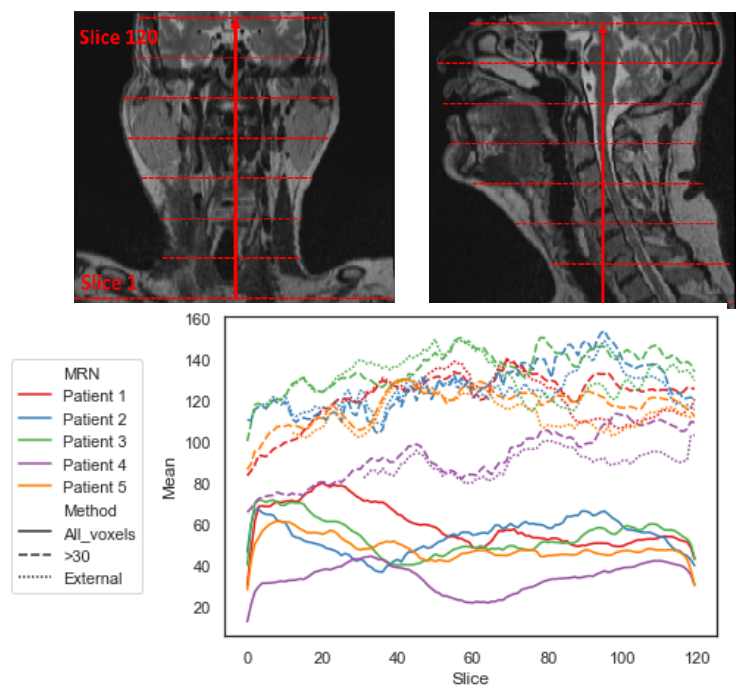 Slice 120
Slice 1
MRN
Patient 1
Patient 2
Patient 3
Patient 4
Patient 5
Method
All_voxels
>30
External
Mean
160
140
120
100
80
60
40
20
0 20 40 60 80 100 120
Slice